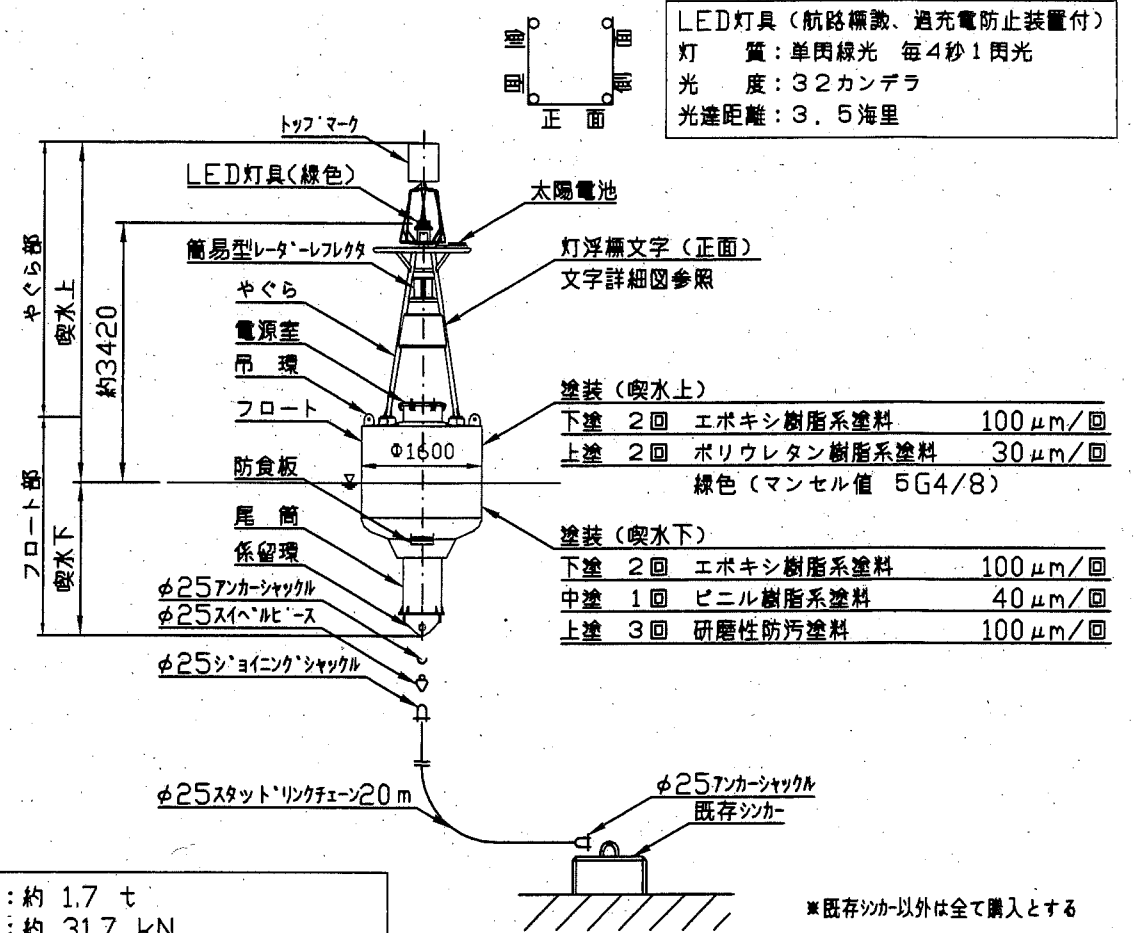 LED灯具(航路標識、過充電防止装置付)
灯　質:単閃緑光　毎4秒1閃光
光　度:32カンデラ
光達距離:3.5海里
側面
側面
正　面
トップマーク
LED灯具(緑色)
太陽電池
簡易型レーダーレフレクタ
灯浮標文字(正面)
文字詳細図参照
やぐら
電源室
吊　環
フロート
やぐら部
喫水上
約3420
フロート部
喫水下
Φ1600
防食板
尾　筒
係留環
φ25アンカーシャックル
φ25スイベルピース
φ25ジョイニングシャックル
塗装(喫水上)
下塗　2回　エポキシ樹脂系塗料　100μm/回
上塗　2回　ポリウレタン樹脂系塗料　30μm/回
緑色(マンセル値　5G4/8)
塗装(喫水下)
下塗　2回　エポキシ樹脂系塗料　100μm/回
中塗　1回　ビニル樹脂系塗料　40μm/回
上塗　3回　研磨性防汚塗料　100μm/回
φ25スタッドリンクチェーン20m
φ25アンカーシャックル
既存シンカー
:約 1.7 t
:約 31.7 kN
※既存シンカー以外は全て購入とする